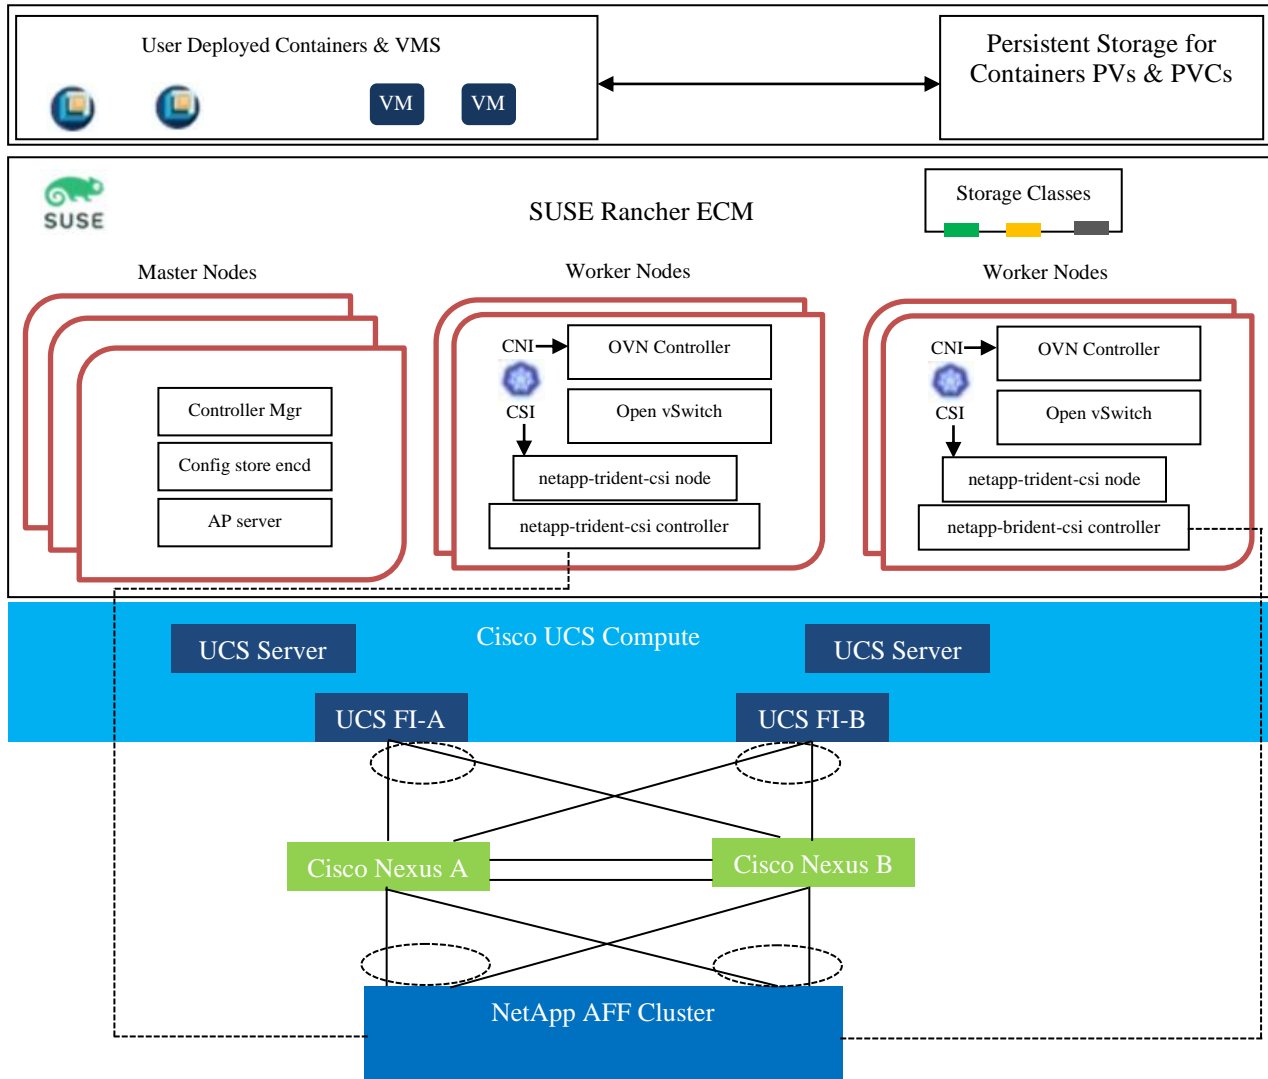 User Deployed Containers & VMS
VM
VM
Persistent Storage for
Containers PVs & PVCs
SUSE
SUSE Rancher ECM
Storage Classes
Master Nodes
Worker Nodes
Worker Nodes
Controller Mgr
Config store encd
AP server
CNI
OVN Controller
CSI
Open vSwitch
netapp-trident-csi node
netapp-trident-csi controller
CNI
OVN Controller
CSI
Open vSwitch
netapp-trident-csi node
netapp-brident-csi controller
Cisco UCS Compute
UCS Server
UCS Server
UCS FI-A
UCS FI-B
Cisco Nexus A
Cisco Nexus B
NetApp AFF Cluster